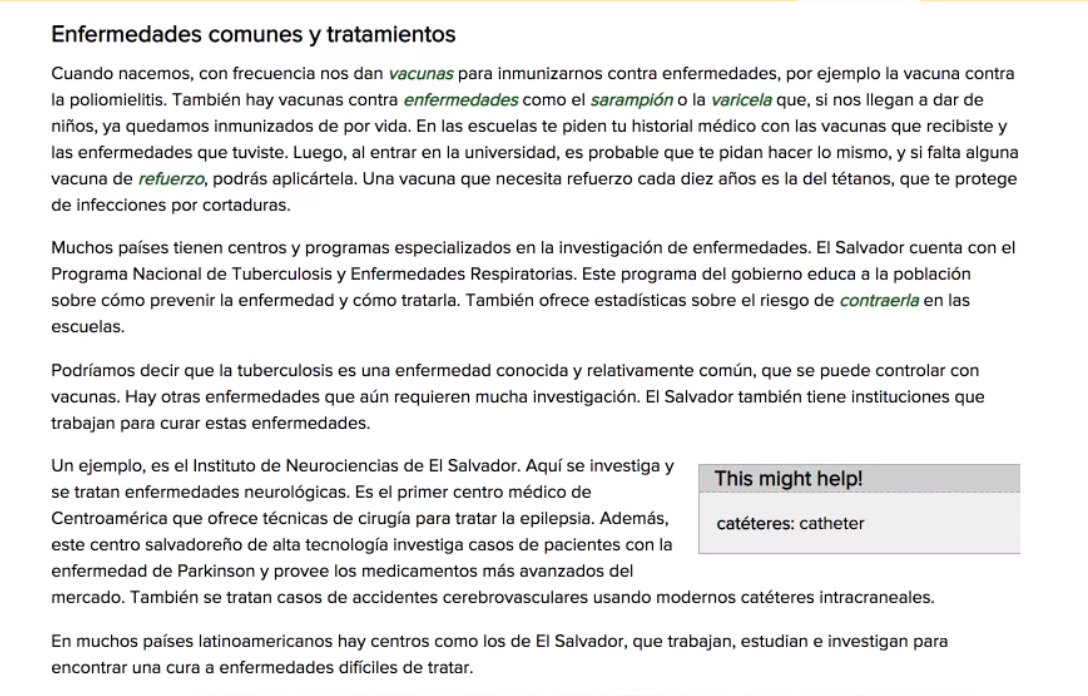 Enfermedades comunes y tratamientos
Cuando nacemos, con frecuencia nos dan vacunas para inmunizarnos contra enfermedades, por ejemplo la vacuna contra
la poliomielitis. También hay vacunas contra enfermedades como el sarampión o la varicela que, si nos llegan a dar de
niños, ya quedamos inmunizados de por vida. En las escuelas te piden tu historial médico con las vacunas que recibiste y
las enfermedades que tuviste. Luego, al entrar en la universidad, es probable que te pidan hacer lo mismo, y si falta alguna
vacuna de refuerzo, podrás aplicártela. Una vacuna que necesita refuerzo cada diez años es la del tétanos, que te protege
de infecciones por cortaduras.
Muchos países tienen centros y programas especializados en la investigación de enfermedades. El Salvador cuenta con el
Programa Nacional de Tuberculosis y Enfermedades Respiratorias. Este programa del gobierno educa a la población
sobre cómo prevenir la enfermedad y cómo tratarla. También ofrece estadísticas sobre el riesgo de contraerla en las
escuelas.
Podríamos decir que la tuberculosis es una enfermedad conocida y relativamente común, que se puede controlar con
vacunas. Hay otras enfermedades que aún requieren mucha investigación. El Salvador también tiene instituciones que
trabajan para curar estas enfermedades.
Un ejemplo, es el Instituto de Neurociencias de El Salvador. Aquí se investiga y
se tratan enfermedades neurológicas. Es el primer centro médico de
Centroamérica que ofrece técnicas de cirugía para tratar la epilepsia. Además,
este centro salvadoreño de alta tecnología investiga casos de pacientes con la
enfermedad de Parkinson y provee los medicamentos más avanzados del
mercado. También se tratan casos de accidentes cerebrovasculares usando modernos catéteres intracraneales.
This might help!
catéteres: catheter
En muchos países latinoamericanos hay centros como los de El Salvador, que trabajan, estudian e investigan para
encontrar una cura a enfermedades difíciles de tratar.